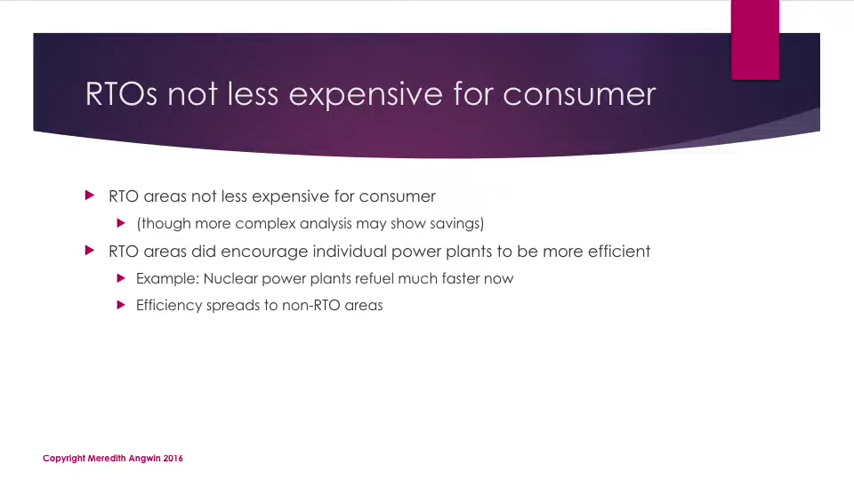 RTOs not less expensive for consumer
RTO areas not less expensive for consumer
(though more complex analysis may show savings)
RTO areas did encourage individual power plants to be more efficient
Example: Nuclear power plants refuel much faster now
Efficiency spreads to non-RTO areas
Copyright Meredith Angwin 2016